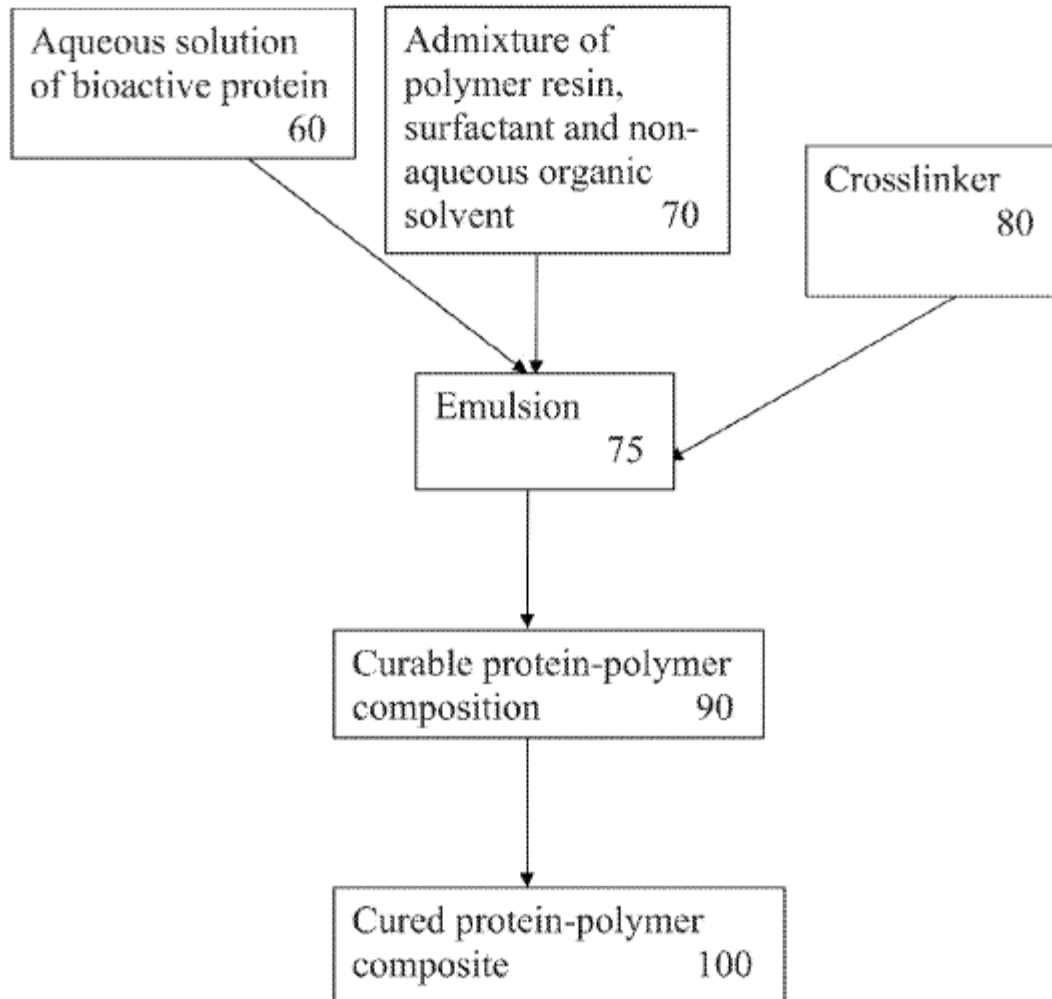 Aqueous solution
of bioactive protein
60
Admixture of
polymer resin,
surfactant and non-
aqueous organic
solvent 70
Crosslinker
80
Emulsion
75
Curable protein-polymer
composition 90
Cured protein-polymer
composite 100